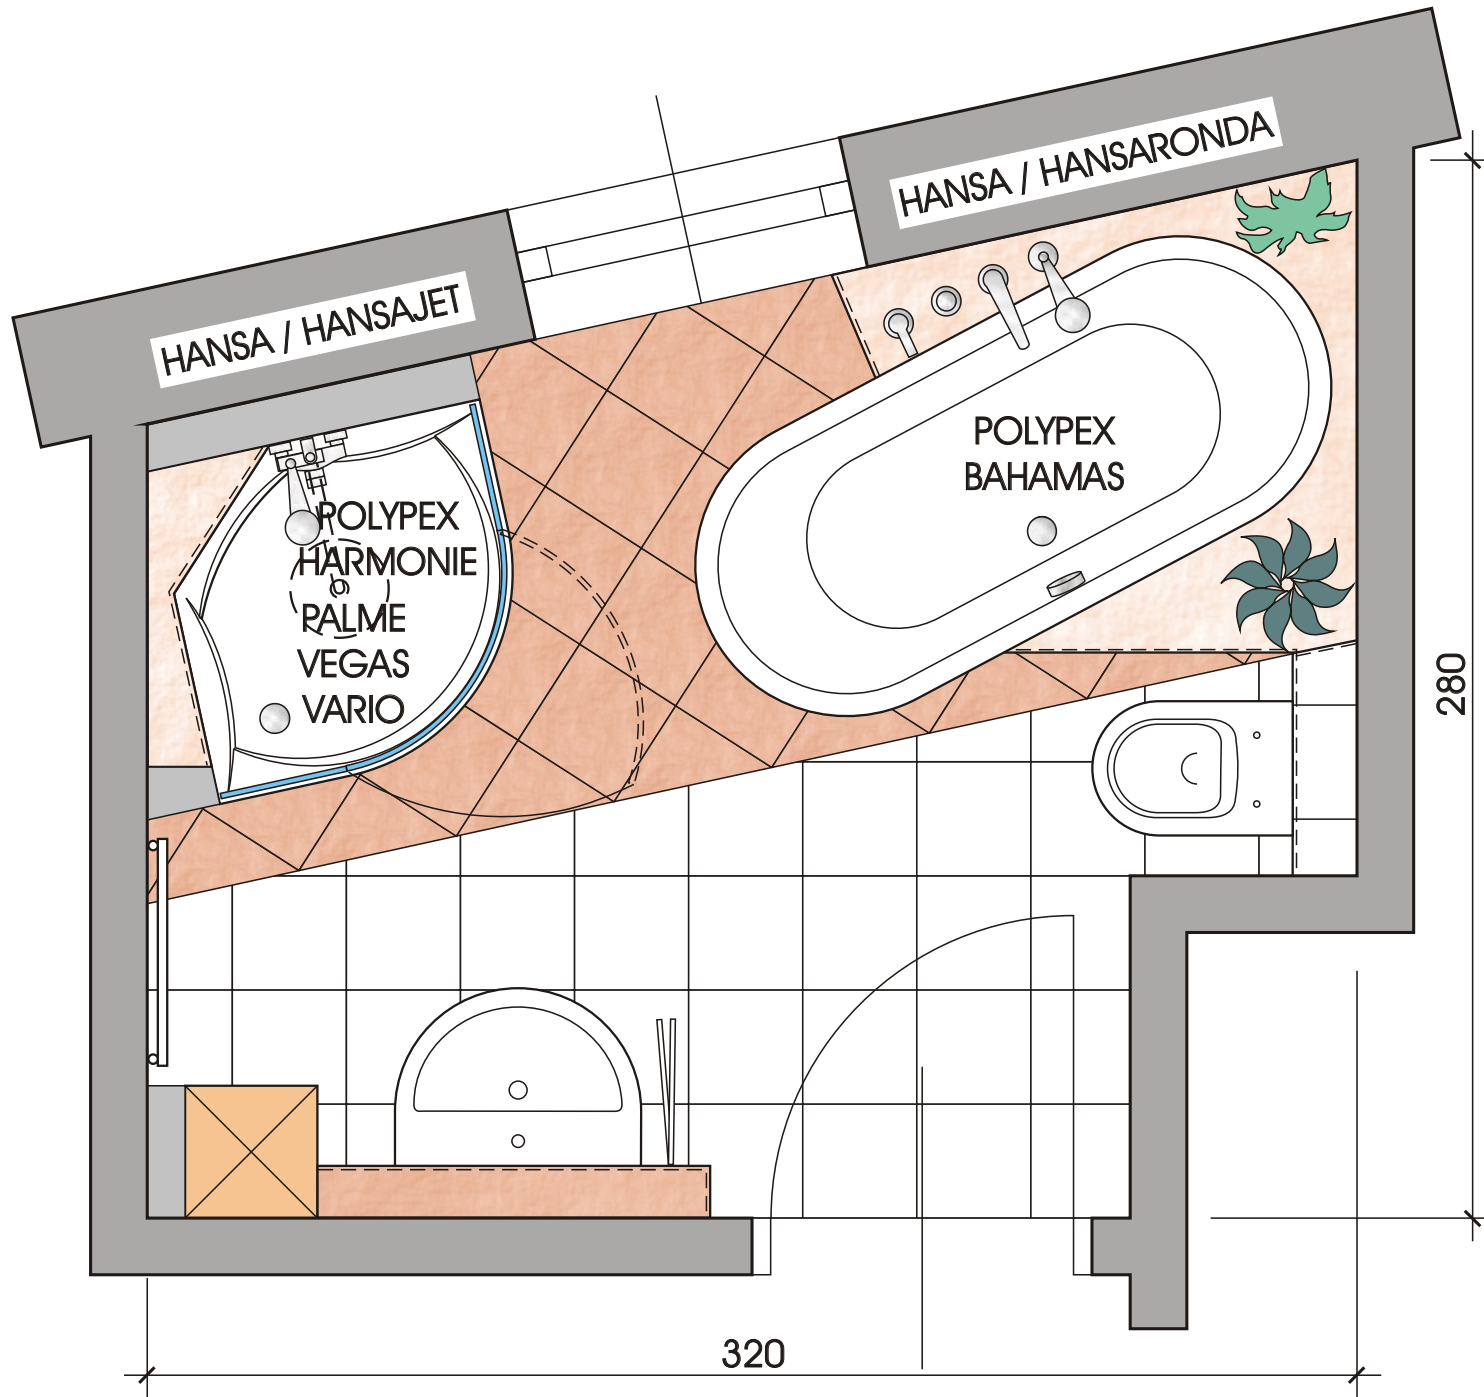 HANSA / HANSARONDA
HANSA / HANSAJET
POLYPEX
BAHAMAS
POLYPEX
HARMONIE
PALME
VEGAS
VARIO
280
320